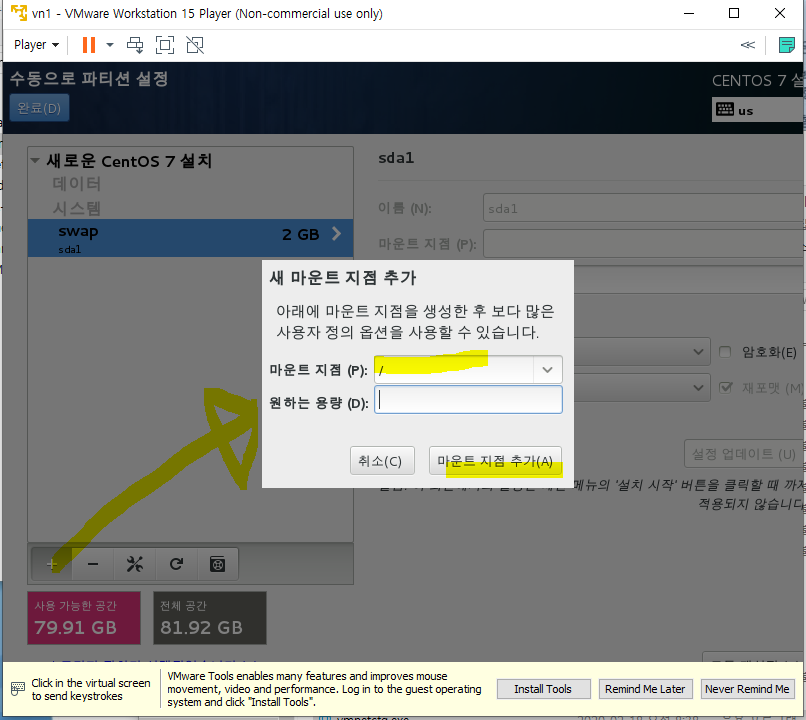 vn1 - VMware Workstation 15 Player (Non-commercial use only)
Player
수동으로 파티션 설정
CENTOS 7 설
완료(D)
us
새로운 CentOS 7 설치
데이터
시스템
swap
2 GB
sda1
sda1
이름 (N):
sda1
마운트 지점 (P):
새 마운트 지점 추가
아래에 마운트 지점을 생성한 후 보다 많은
사용자 정의 옵션을 사용할 수 있습니다.
마운트 지점 (P):
/
원하는 용량 (D):
취소(C)
마운트 지점 추가(A)
암호화(E)
재포맷 (M)
설정 업데이트 (U)
메뉴의 '설치 시작' 버튼을 클릭할 때 까지
적용되지 않습니다
+
−
사용 가능한 공간
79.91 GB
전체 공간
81.92 GB
Click in the virtual screen
to send keystrokes
VMware Tools enables many features and improves mouse
movement, video and performance. Log in to the guest operating
system and click "Install Tools".
Install Tools
Remind Me Later
Never Remind Me